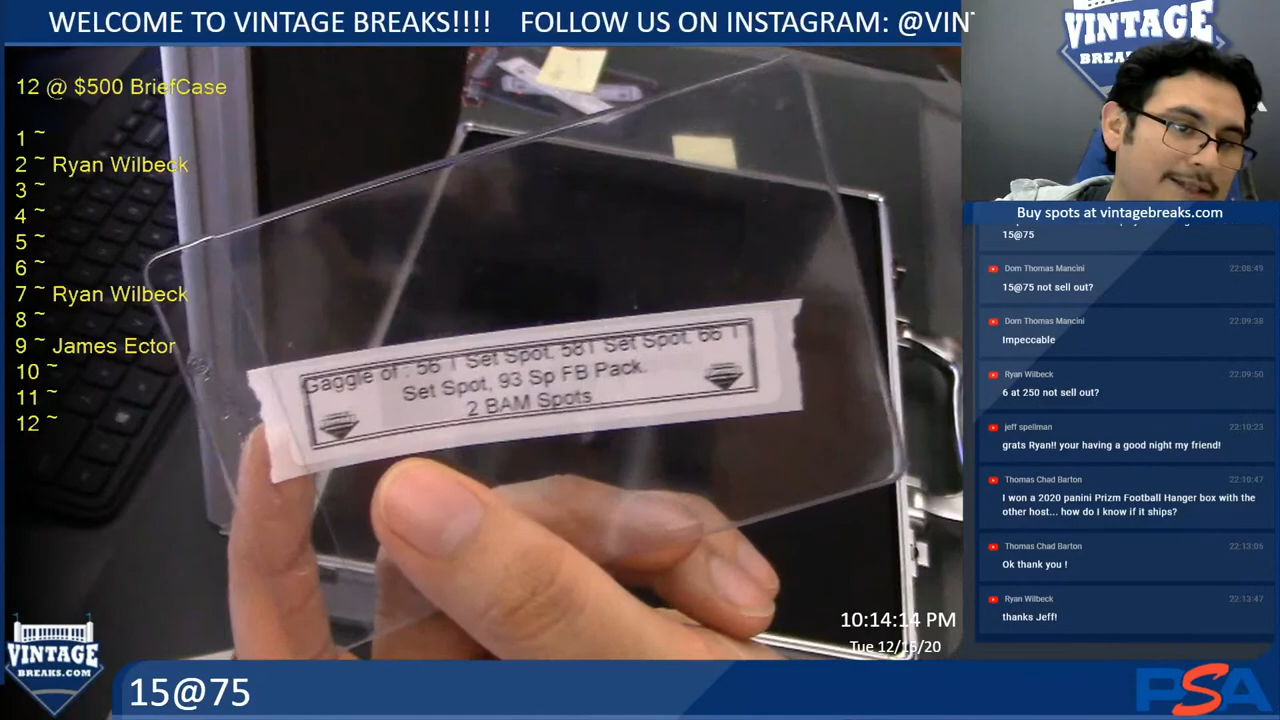 WELCOME TO VINTAGE BREAKS!!!! FOLLOW US ON INSTAGRAM: @VIN
12 @ $500 BriefCase
1 ~
2 ~ Ryan Wilbeck
3 ~
4 ~
5 ~
6 ~
7 ~ Ryan Wilbeck
8 ~
9 ~ James Ector
10 ~
11 ~
12 ~
Gaggle of : 56 T Set Spot, 581 Set Spot, 66 T
Set Spot, 93 Sp FB Pack.
2 BAM Spots
VINTAGE
BREA
Buy spots at vintagebreaks.com
15@75
Dom Thomas Mancini 22:08:49
15@75 not sell out?
Dom Thomas Mancini 22:09:38
Impeccable
Ryan Wilbeck 22:09:50
6 at 250 not sell out?
jeff spellman 22:10:23
grats Ryan!! your having a good night my friend!
Thomas Chad Barton 22:10:47
I won a 2020 panini Prizm Football Hanger box with the
other host... how do I know if it ships?
Thomas Chad Barton 22:13:06
Ok thank you !
Ryan Wilbeck 22:13:47
thanks Jeff!
10:14:14 PM
Tue 12/15/20
VINTAGE
BREAKS.COM
15@75
PSA